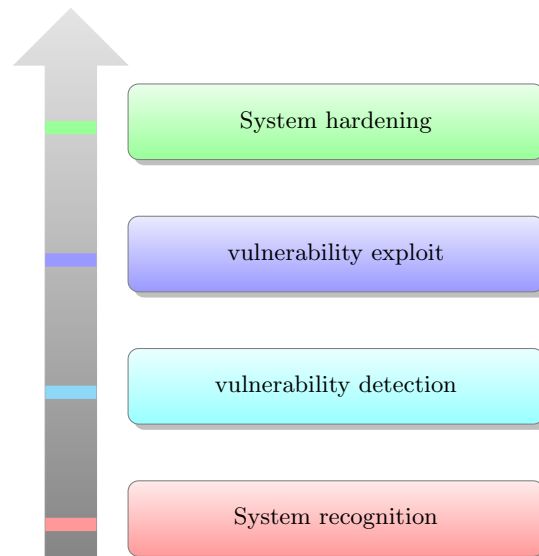 System hardening
vulnerability exploit
vulnerability detection
System recognition